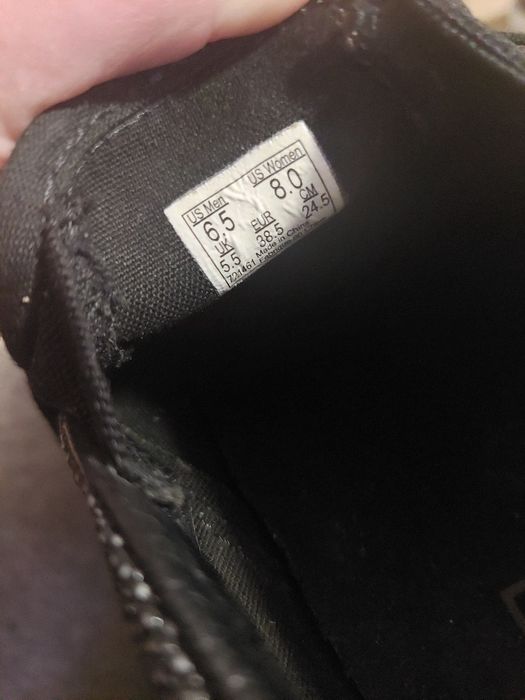 US Men US Women
6.5 8.0
UK EUR CM
5.5 38.5 24.5
721461 Made in China